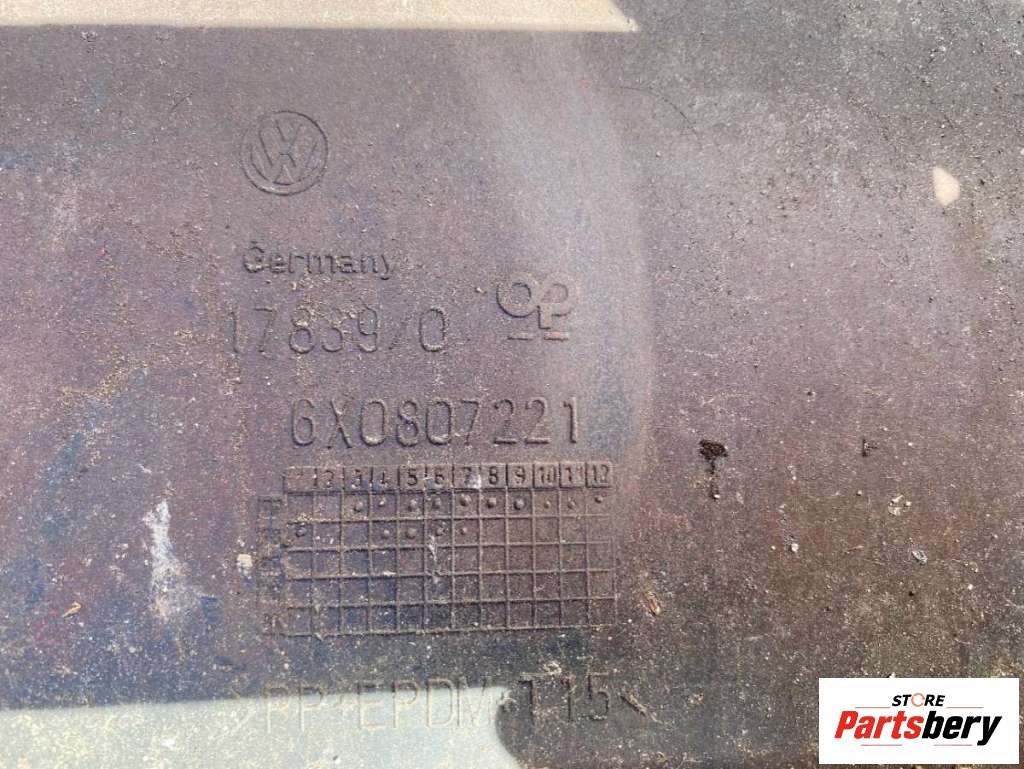 Germany
17839/0 OP
6X0807221
2 3 4 5 6 7 8 9 10 11 12
>PP+EPDM-T15<
STORE
Partsbery